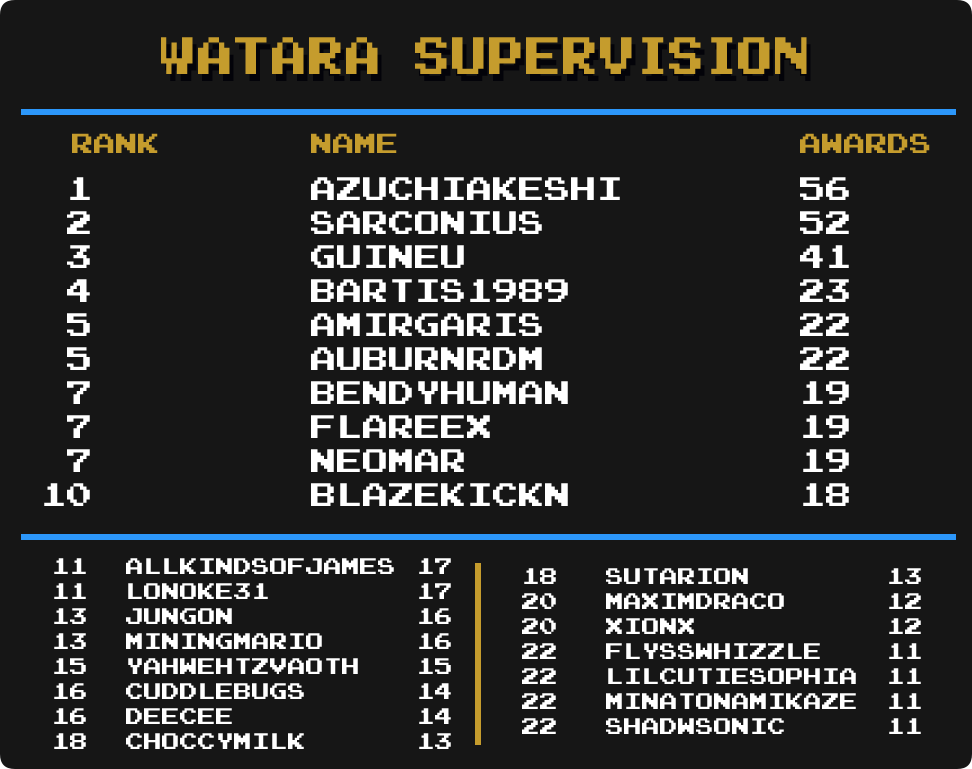 WATARA SUPERVISION
RANK NAME AWARDS
1 AZUCHIAKESHI 56
2 SARCONIUS 52
3 GUINEU 41
4 BARTIS1989 23
5 AMIRGARIS 22
5 AUBURNRDM 22
7 BENDYHUMAN 19
7 FLAREEX 19
7 NEOMAR 19
10 BLAZEKICKN 18
11 ALLKINDSOFJAMES 17
11 LONOKE31 17
13 JUNGON 16
13 MININGMARIO 16
15 YAHWEHTZVAOTH 15
16 CUDDLEBUGS 14
16 DEECEE 14
18 CHOCCYMILK 13
18 SUTARION 13
20 MAXIMDRACO 12
20 XIONX 12
22 FLYSSWHIZZLE 11
22 LILCUTIESOPHIA 11
22 MINATONAMIKAZE 11
22 SHADWSONIC 11